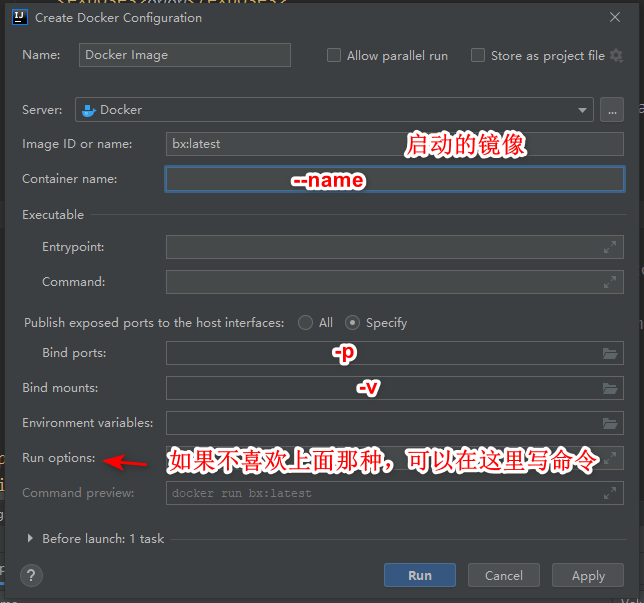 Create Docker Configuration
Name: Docker Image Allow parallel run Store as project file
Server: Docker ...
Image ID or name: bx:latest 启动的镜像
Container name: --name
Executable
Entrypoint:
Command:
Publish exposed ports to the host interfaces: All Specify
Bind ports: -p
Bind mounts: -v
Environment variables:
Run options: 如果不喜欢上面那种，可以在这里写命令
Command preview: docker run bx:latest
Before launch: 1 task
? Run Cancel Apply